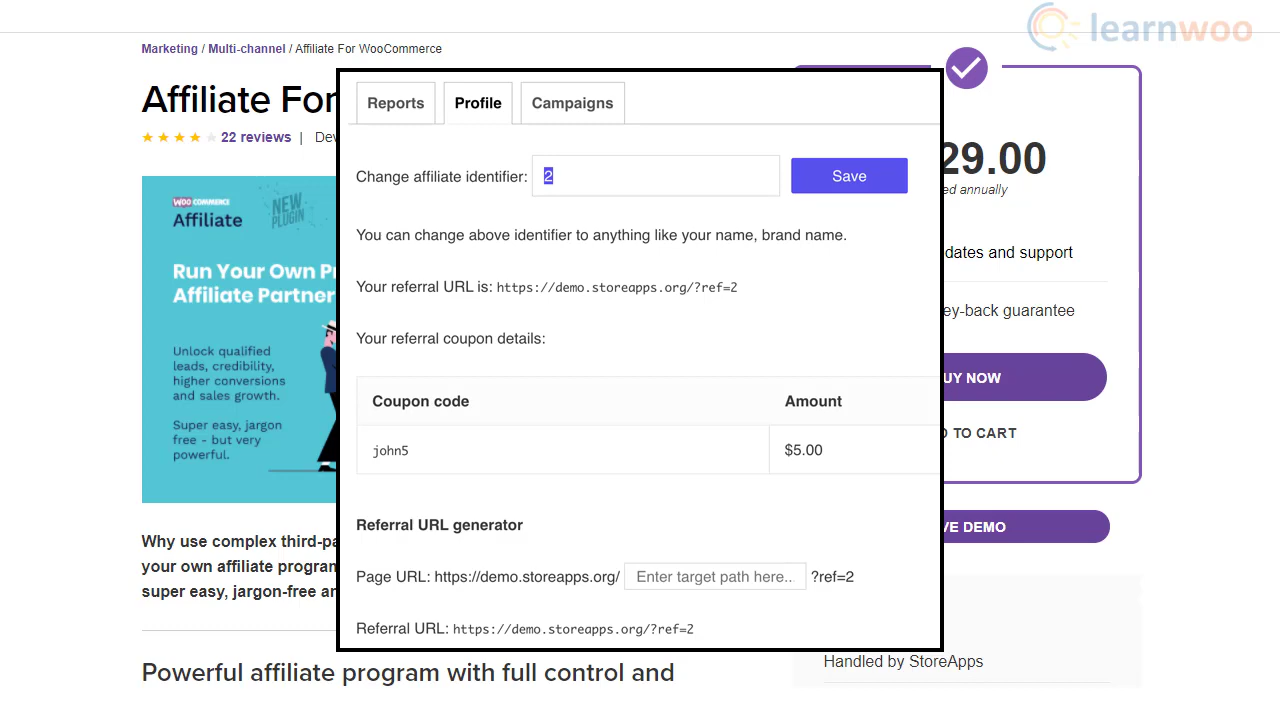 learnwoo
Marketing / Multi-channel / Affiliate For WooCommerce
Affiliate For
22 reviews |
WOO COMMERCE
Affiliate
NEW
PLUGIN
Run Your Own
Affiliate Partner
Unlock qualified
leads, credibility,
higher conversions
and sales growth.
Super easy, jargon
free - but very
powerful.
Why use complex third-pa
your own affiliate program
super easy, jargon-free an
Powerful affiliate program with full control and
Reports Profile Campaigns
Change affiliate identifier: 2 Save
You can change above identifier to anything like your name, brand name.
Your referral URL is: https://demo.storeapps.org/?ref=2
Your referral coupon details:
Coupon code Amount
john5 $5.00
Referral URL generator
Page URL: https://demo.storeapps.org/ Enter target path here... ?ref=2
Referral URL: https://demo.storeapps.org/?ref=2
29.00
ed annually
dates and support
ey-back guarantee
UY NOW
TO CART
VE DEMO
Handled by StoreApps